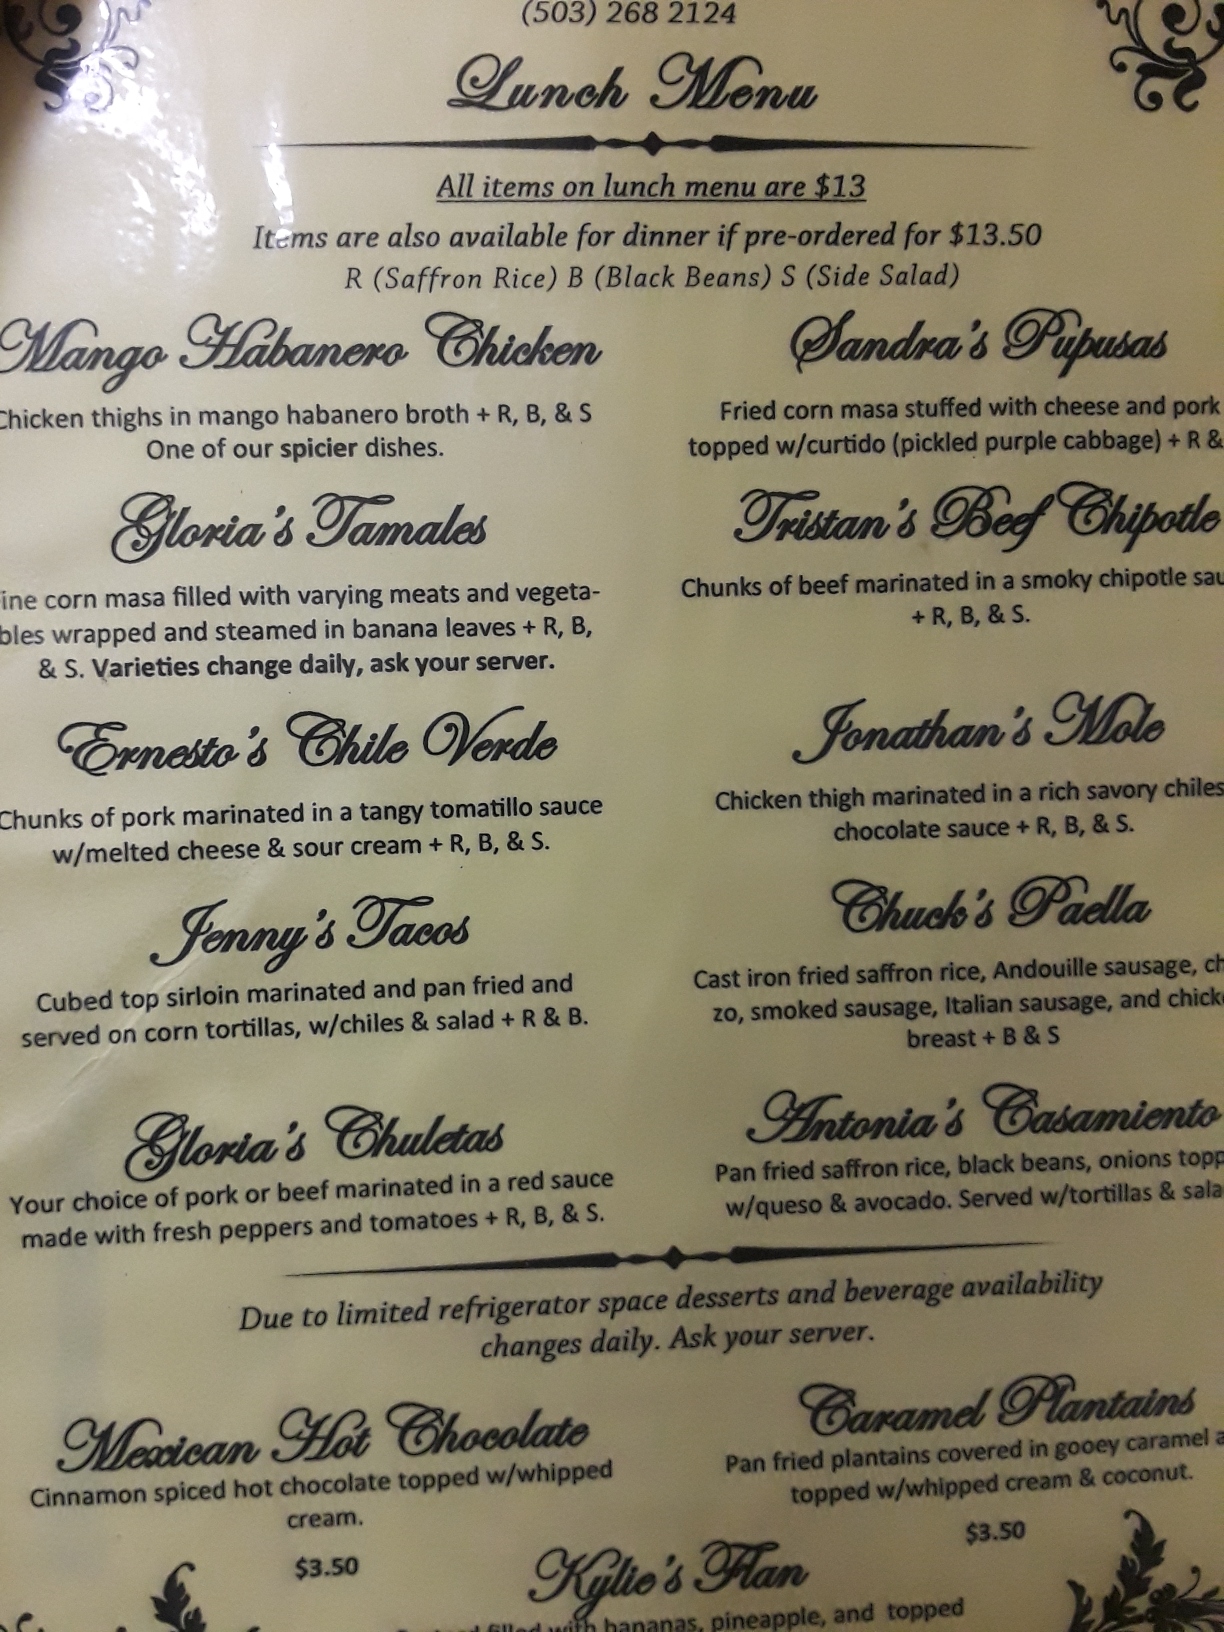 (503) 268 2124
Lunch Menu
All items on lunch menu are $13
Items are also available for dinner if pre-ordered for $13.50
R (Saffron Rice) B (Black Beans) S (Side Salad)
Mango Habanero Chicken
Chicken thighs in mango habanero broth + R, B, & S
One of our spicier dishes.
Gloria's Tamales
ine corn masa filled with varying meats and vegeta-
bles wrapped and steamed in banana leaves + R, B,
& S. Varieties change daily, ask your server.
Ernesto's Chile Verde
Chunks of pork marinated in a tangy tomatillo sauce
w/melted cheese & sour cream + R, B, & S.
Jenny's Tacos
Cubed top sirloin marinated and pan fried and
served on corn tortillas, w/chiles & salad + R & B.
Gloria's Chuletas
Your choice of pork or beef marinated in a red sauce
made with fresh peppers and tomatoes + R, B, & S.
Sandra's Pupusas
Fried corn masa stuffed with cheese and pork
topped w/curtido (pickled purple cabbage) + R &
Tristan's Beef Chipotle
Chunks of beef marinated in a smoky chipotle sau
+ R, B, & S.
Jonathan's Mole
Chicken thigh marinated in a rich savory chiles
chocolate sauce + R, B, & S.
Chuck's Paella
Cast iron fried saffron rice, Andouille sausage, ch
zo, smoked sausage, Italian sausage, and chick
breast + B & S
Antonia's Casamiento
Pan fried saffron rice, black beans, onions topp
w/queso & avocado. Served w/tortillas & sala
Due to limited refrigerator space desserts and beverage availability
changes daily. Ask your server.
Mexican Hot Chocolate
Cinnamon spiced hot chocolate topped w/whipped
cream.
$3.50
Caramel Plantains
Pan fried plantains covered in gooey caramel a
topped w/whipped cream & coconut.
$3.50
Kylie's Flan
filled with bananas, pineapple, and topped